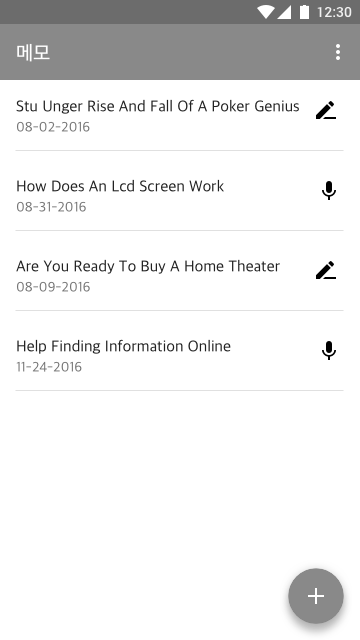 12:30
메모
Stu Unger Rise And Fall Of A Poker Genius
08-02-2016
How Does An Lcd Screen Work
08-31-2016
Are You Ready To Buy A Home Theater
08-09-2016
Help Finding Information Online
11-24-2016